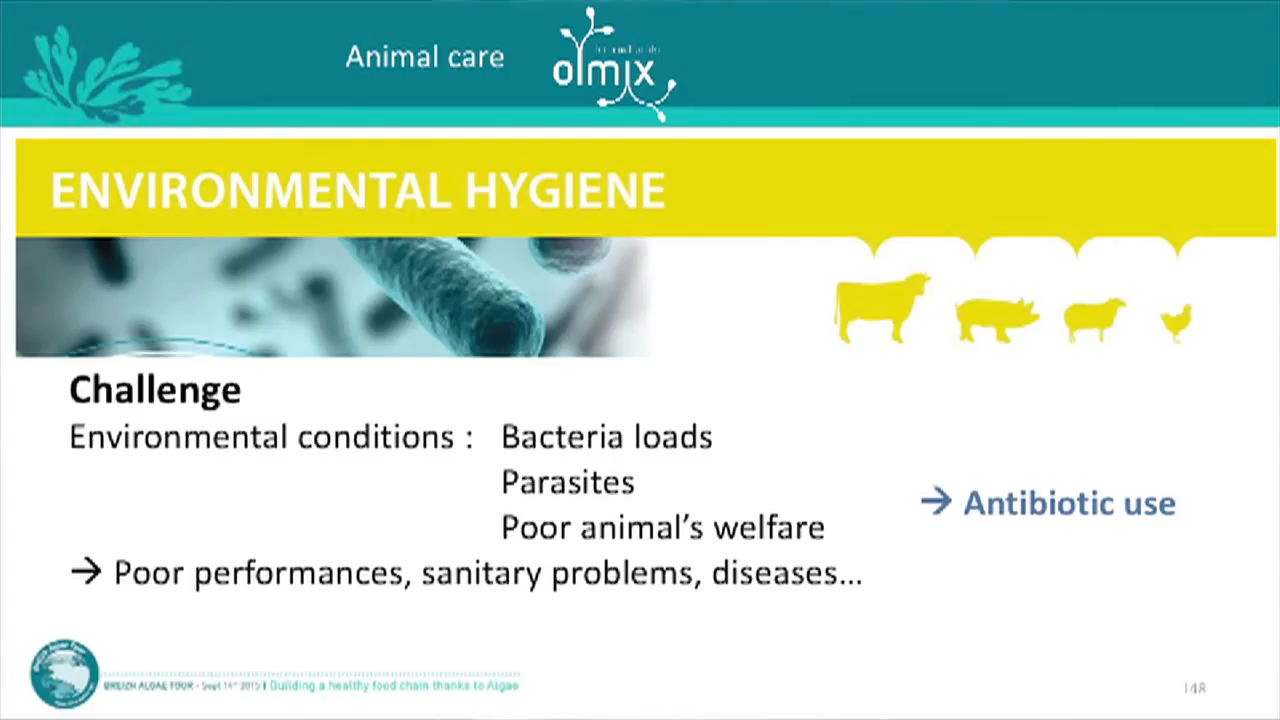 Animal care
olmix
ENVIRONMENTAL HYGIENE
Challenge
Environmental conditions : Bacteria loads
Parasites
Poor animal’s welfare
→ Antibiotic use
→ Poor performances, sanitary problems, diseases...
BREIZH ALGAE TOUR - Sept 14th 2015 I Building a healthy food chain thanks to Algae
148